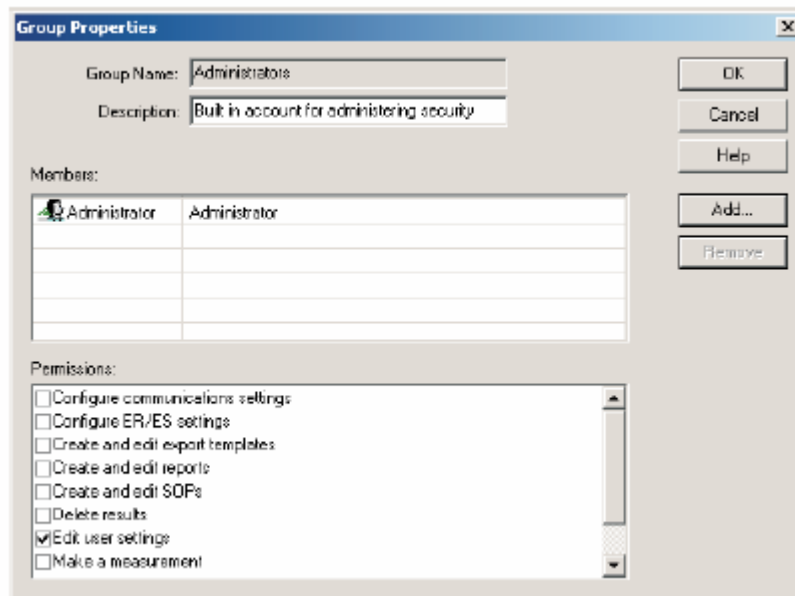 Group Properties
Group Name: Administrators
OK
Description: Built in account for administering security
Cancel
Help
Members:
Administrator Administrator
Add...
Remove
Permissions:
Configure communications settings
Configure ER/ES settings
Create and edit export templates
Create and edit reports
Create and edit SOPs
Delete results
Edit user settings
Make a measurement